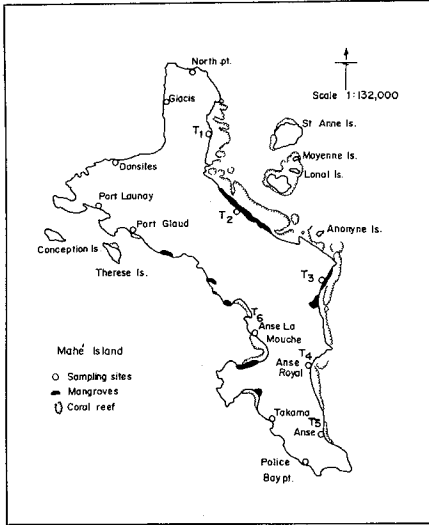 North pt.
Glacis
Scale 1:132,000
T1
St Anne Is.
Moyenne Is.
Lonal Is.
Dansites
Port Launay
T2
Port Glaud
Anonyne Is.
Conception Is.
Therese Is.
T3
T6
Anse La
Mouche
Mahé Island
T4
Anse
Royal
Sampling sites
Mangroves
Coral reef
Takama
T5
Anse
Police
Bay pt.